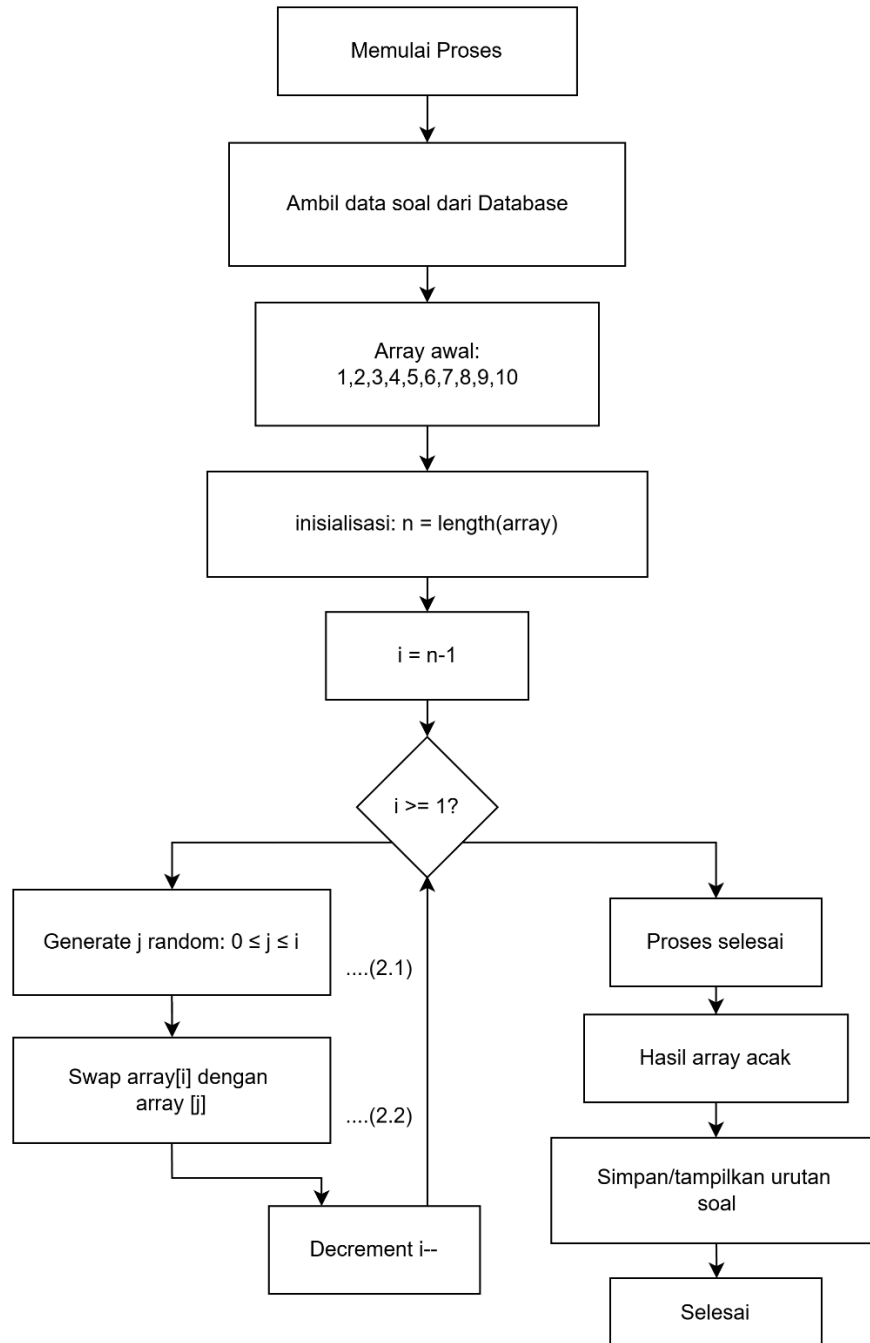 Memulai Proses
Ambil data soal dari Database
Array awal:
1,2,3,4,5,6,7,8,9,10
inisialisasi: n = length(array)
i = n-1
i >= 1?
Generate j random: 0 ≤ j ≤ i
....(2.1)
Swap array[i] dengan
array [j]
....(2.2)
Decrement i--
Proses selesai
Hasil array acak
Simpan/tampilkan urutan
soal
Selesai